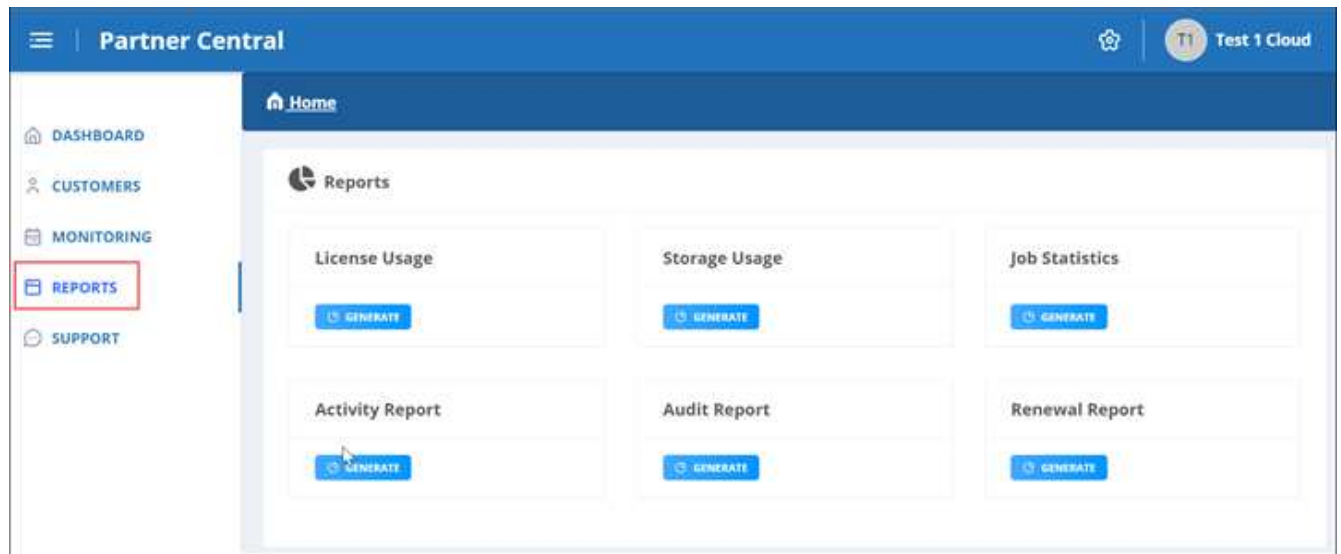 Partner Central
T1 Test 1 Cloud
Home
DASHBOARD
CUSTOMERS
MONITORING
REPORTS
SUPPORT
Reports
License Usage
Storage Usage
Job Statistics
GENERATE
GENERATE
GENERATE
Activity Report
Audit Report
Renewal Report
GENERATE
GENERATE
GENERATE